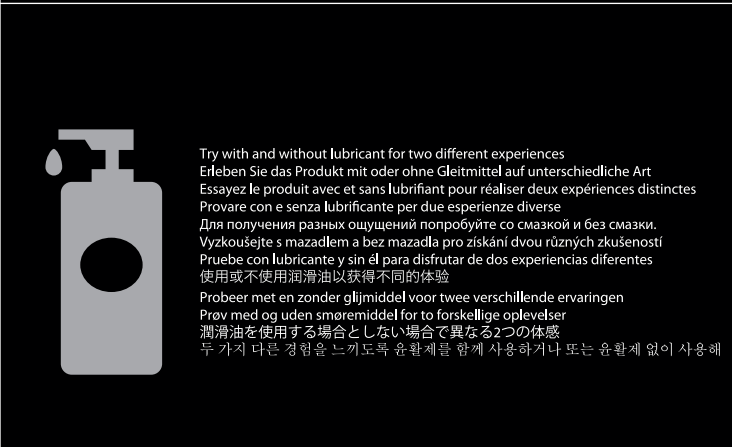 Try with and without lubricant for two different experiences
Erleben Sie das Produkt mit oder ohne Gleitmittel auf unterschiedliche Art
Essayez le produit avec et sans lubrifiant pour réaliser deux expériences distinctes
Provare con e senza lubrificante per due esperienze diverse
Для получения разных ощущений попробуйте со смазкой и без смазки.
Vyzkoušejte s mazadlem a bez mazadla pro získání dvou různých zkušeností
Pruebe con lubricante y sin él para disfrutar de dos experiencias diferentes
使用或不使用润滑油以获得不同的体验
Probeer met en zonder glijmiddel voor twee verschillende ervaringen
Prøv med og uden smøremiddel for to forskellige oplevelser
潤滑油を使用する場合としない場合で異なる2つの体感
두 가지 다른 경험을 느끼도록 윤활제를 함께 사용하거나 또는 윤활제 없이 사용해